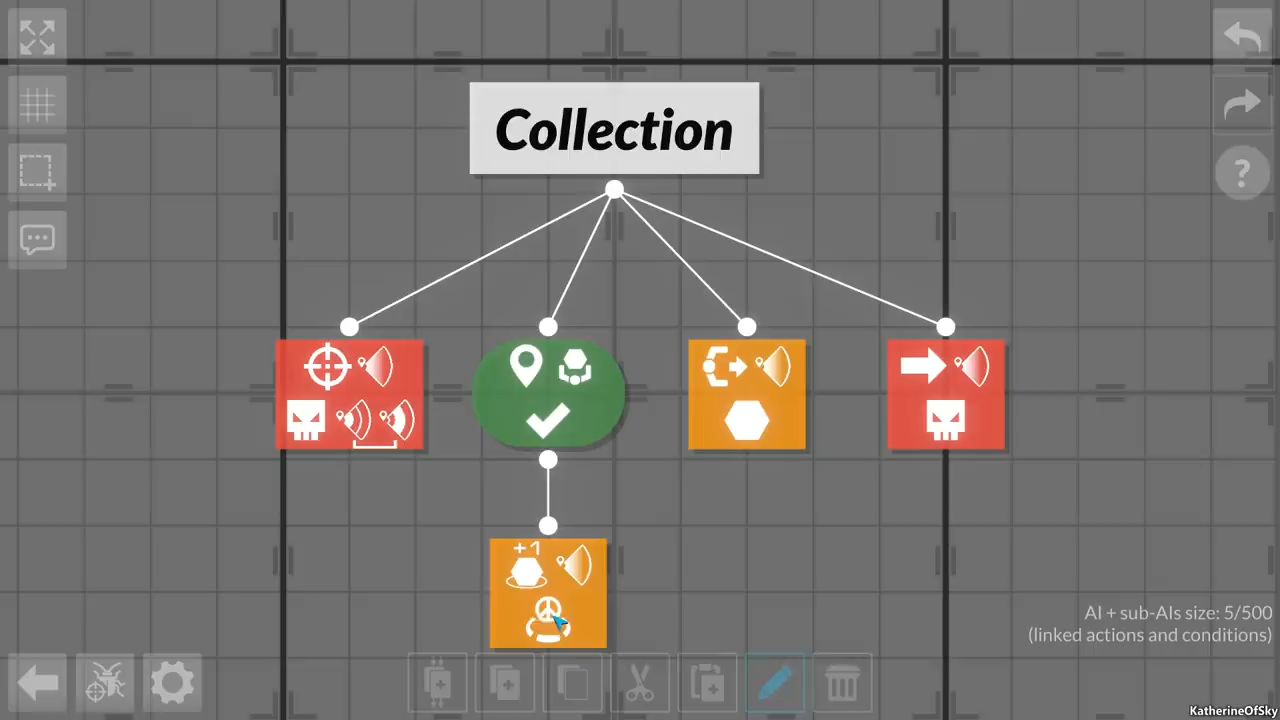 Collection
?
+1
AI + sub-AIs size: 5/500
(linked actions and conditions)
KatherineOfSky